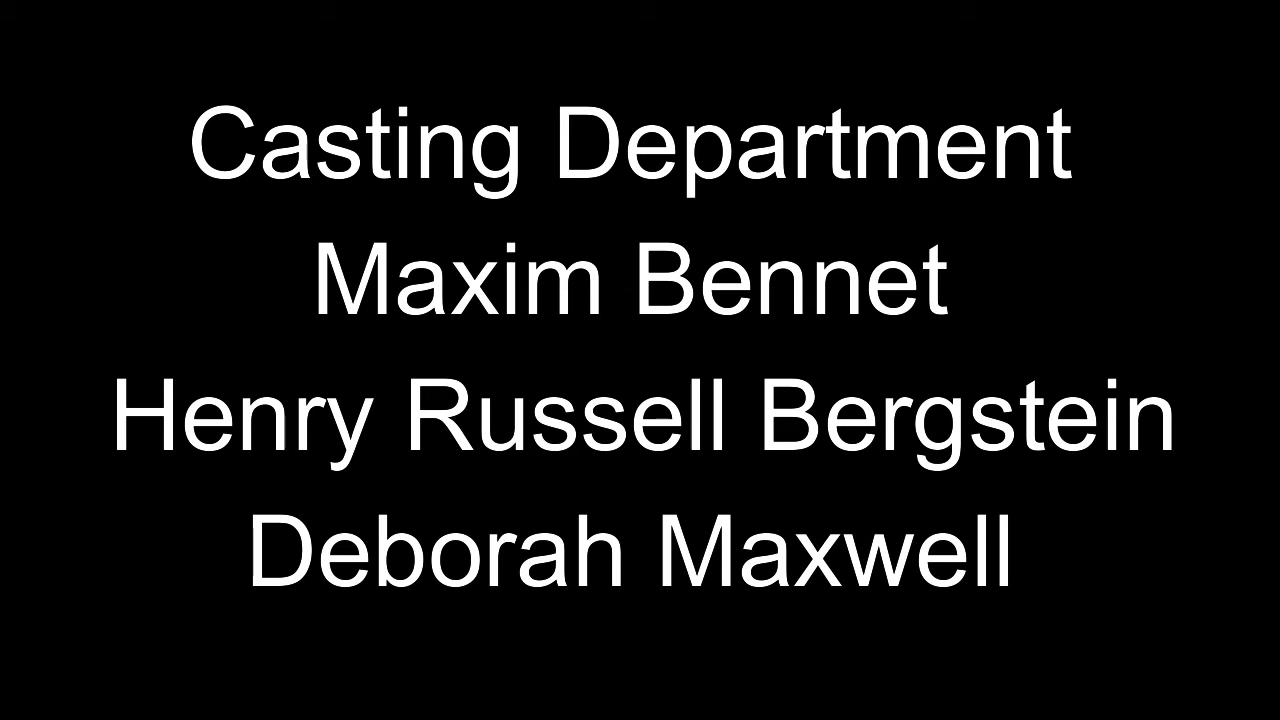 Casting Department
Maxim Bennet
Henry Russell Bergstein
Deborah Maxwell